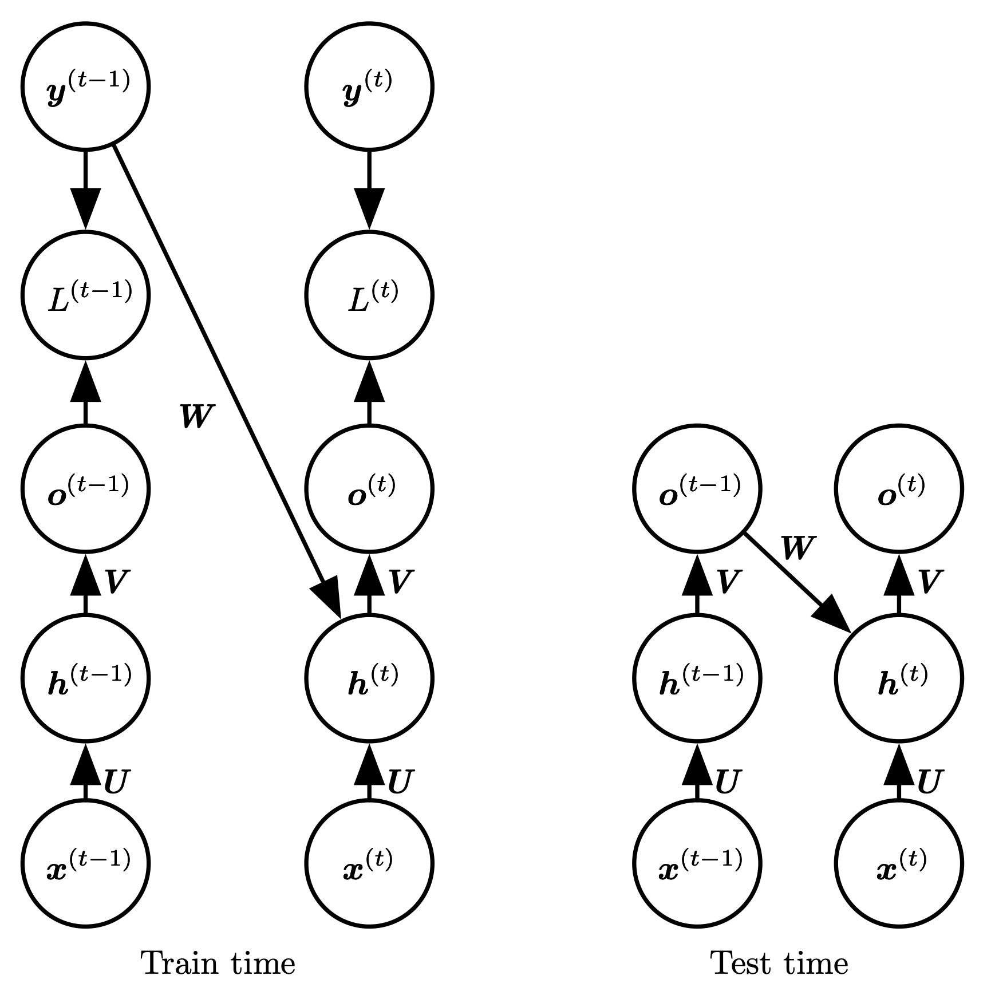 y^(t−1) y^(t)
L^(t−1) L^(t)
W
o^(t−1) o^(t) o^(t−1) o^(t)
W
V V V V
h^(t−1) h^(t) h^(t−1) h^(t)
U U U U
x^(t−1) x^(t) x^(t−1) x^(t)
Train time Test time